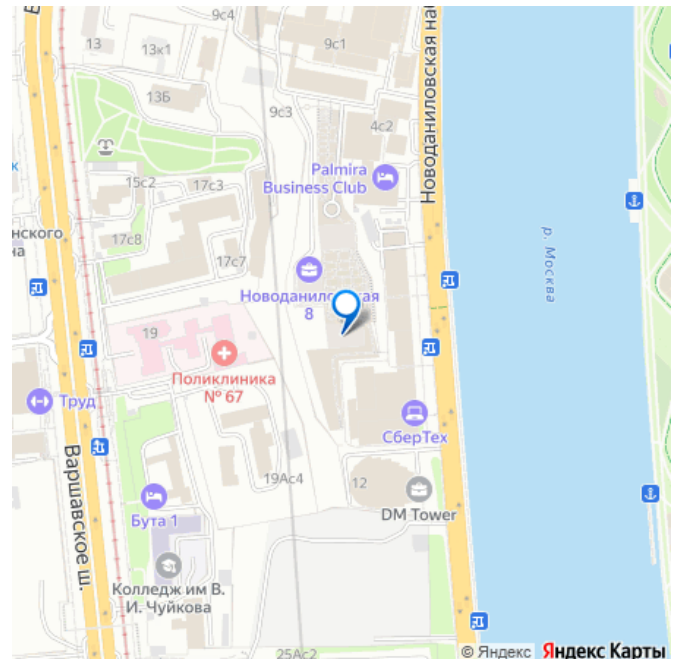 9с4
13
13к1
9с1
13Б
9с3
4с2
Новоданиловская наб
Palmira
Business Club
15с2
17с3
нского
на
17с8
17с7
р. Москва
Новоданиловская
8
19
Поликлиника
№ 67
Труд
СберТех
Варшавское ш.
19Ас4
12
DM Tower
Бута 1
Колледж им В.
И. Чуйкова
25Ас2
© Яндекс Яндекс Карты